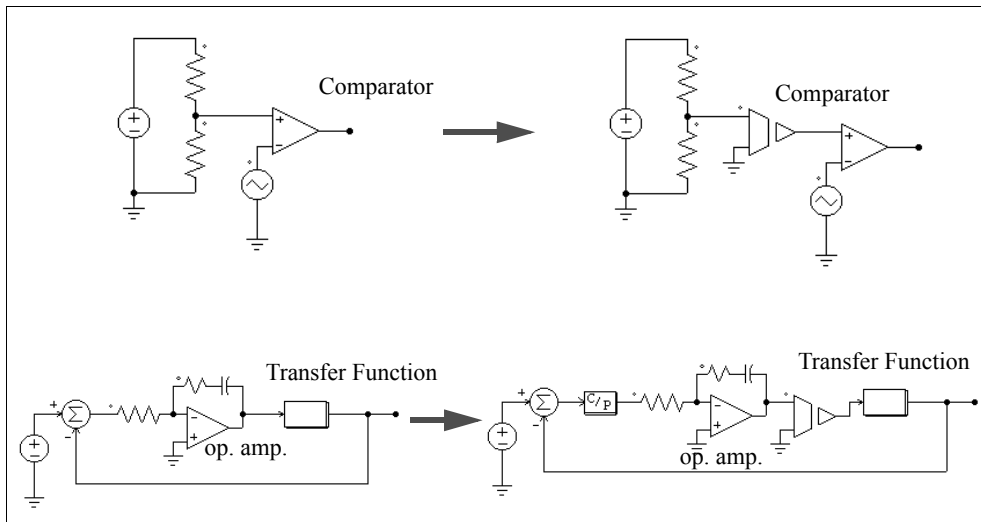 Comparator
Comparator
Transfer Function
op. amp.
C/P
Transfer Function
op. amp.